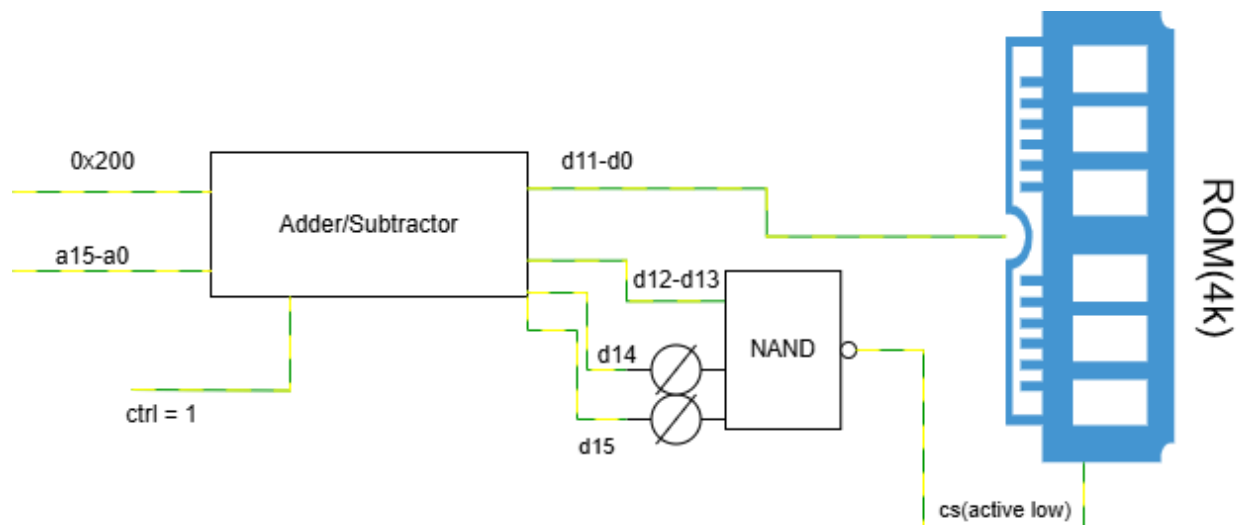 0x200
a15-a0
Adder/Subtractor
ctrl = 1
d11-d0
d12-d13
d14
d15
NAND
cs(active low)
ROM(4k)